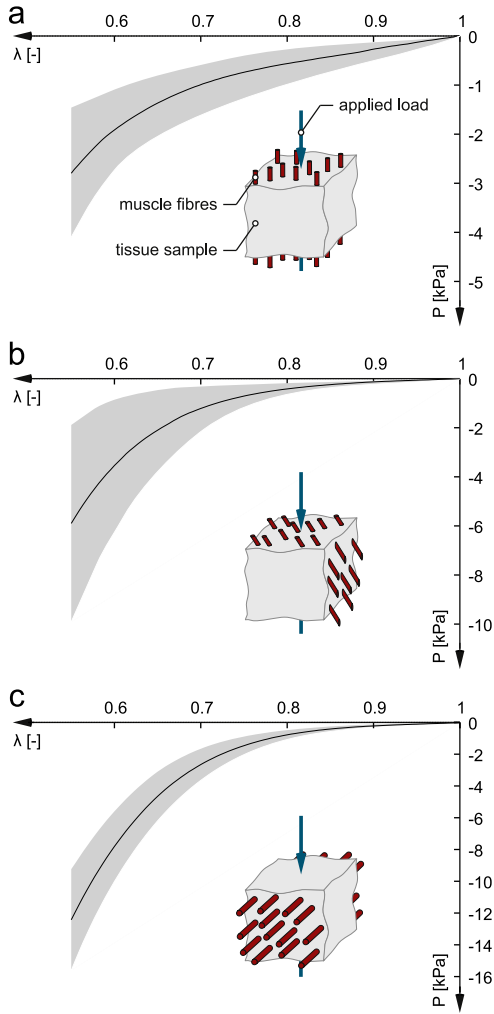 a
0.6 0.7 0.8 0.9 1
λ [-]
0
-1
applied load
-2
-3
muscle fibres
tissue sample
-4
-5
P [kPa]
b
0.6 0.7 0.8 0.9 1
λ [-]
0
-2
-4
-6
-8
-10
P [kPa]
c
0.6 0.7 0.8 0.9 1
λ [-]
0
-2
-4
-6
-8
-10
-12
-14
-16
P [kPa]